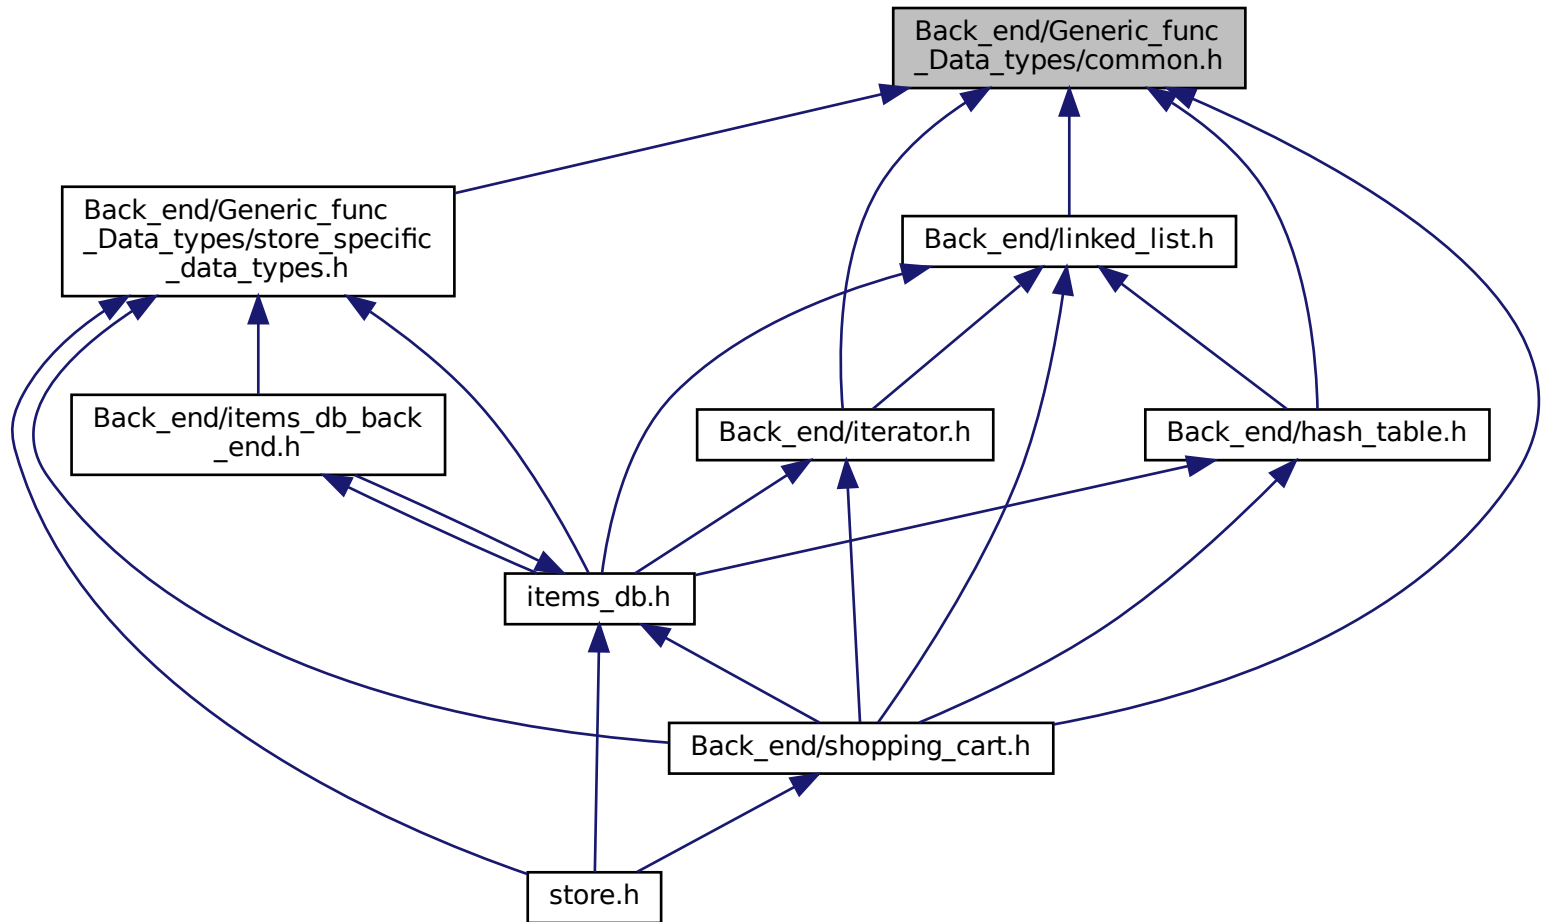 Back_end/Generic_func
_Data_types/common.h
Back_end/Generic_func
_Data_types/store_specific
_data_types.h
Back_end/linked_list.h
Back_end/items_db_back
_end.h
Back_end/iterator.h
Back_end/hash_table.h
items_db.h
Back_end/shopping_cart.h
store.h